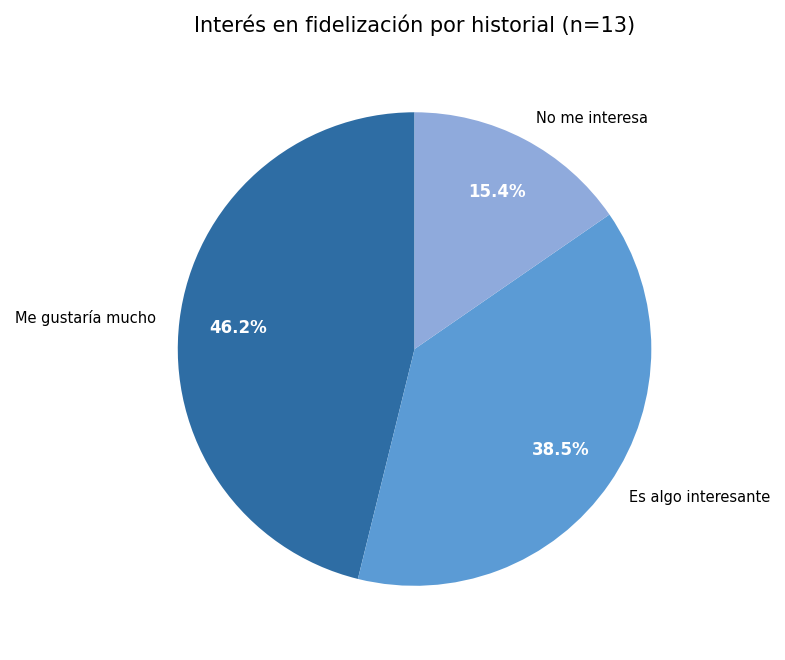 Interés en fidelización por historial (n=13)
No me interesa
15.4%
Me gustaría mucho
46.2%
38.5%
Es algo interesante